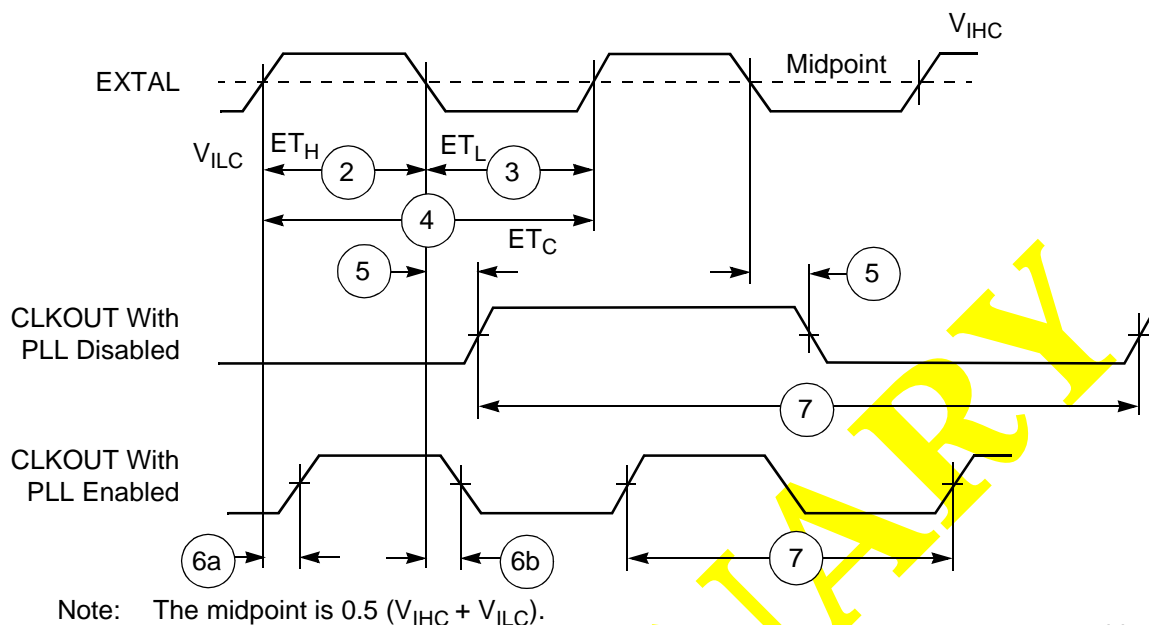 V_IHC
EXTAL
Midpoint
V_ILC
ET_H
2
ET_L
3
4
ET_C
5
5
CLKOUT With
PLL Disabled
7
CLKOUT With
PLL Enabled
6a
6b
7
Note: The midpoint is 0.5 (V_IHC + V_ILC).
ARY